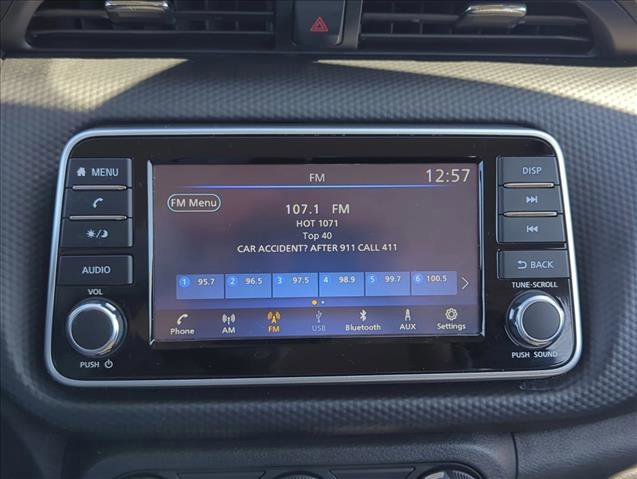 FM
12:57
MENU
DISP
FM Menu
107.1 FM
HOT 1071
Top 40
CAR ACCIDENT? AFTER 911 CALL 411
AUDIO
BACK
1 95.7 2 96.5 3 97.5 4 98.9 5 99.7 6 100.5
VOL
TUNE-SCROLL
Phone AM FM USB Bluetooth AUX Settings
PUSH
PUSH SOUND